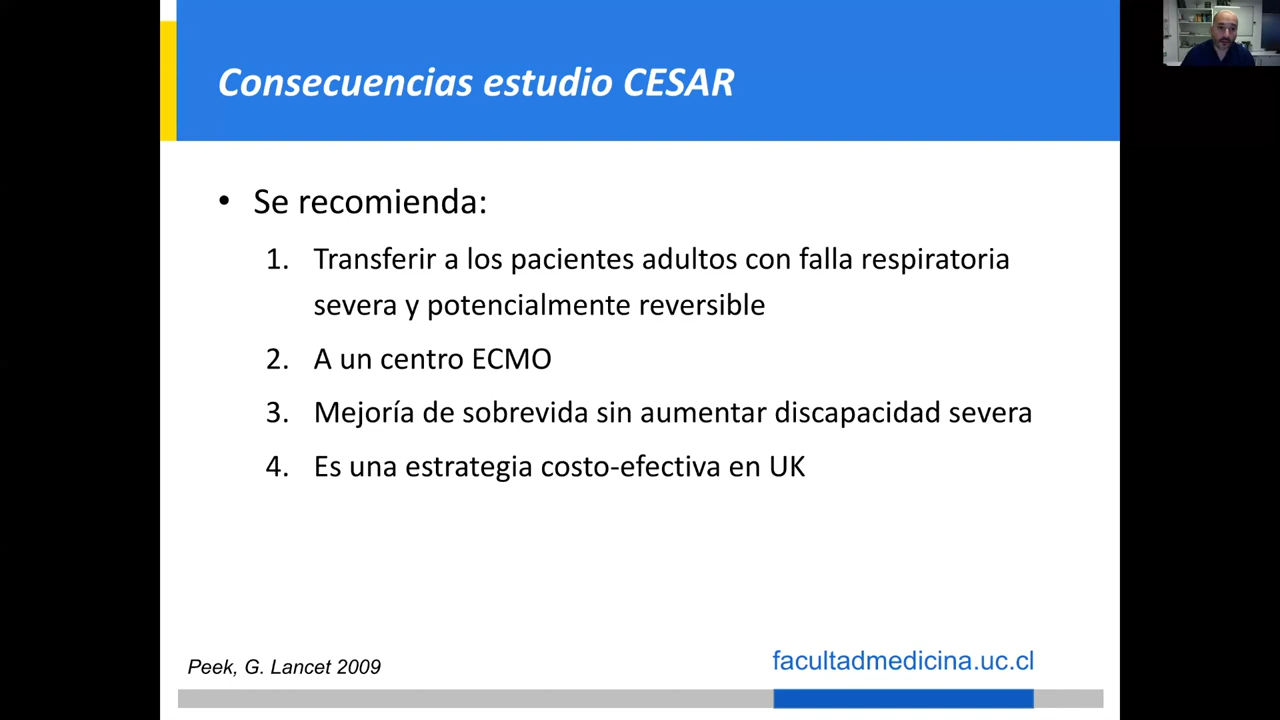 Consecuencias estudio CESAR
• Se recomienda:
1. Transferir a los pacientes adultos con falla respiratoria
severa y potencialmente reversible
2. A un centro ECMO
3. Mejoría de sobrevida sin aumentar discapacidad severa
4. Es una estrategia costo-efectiva en UK
Peek, G. Lancet 2009
facultadmedicina.uc.cl